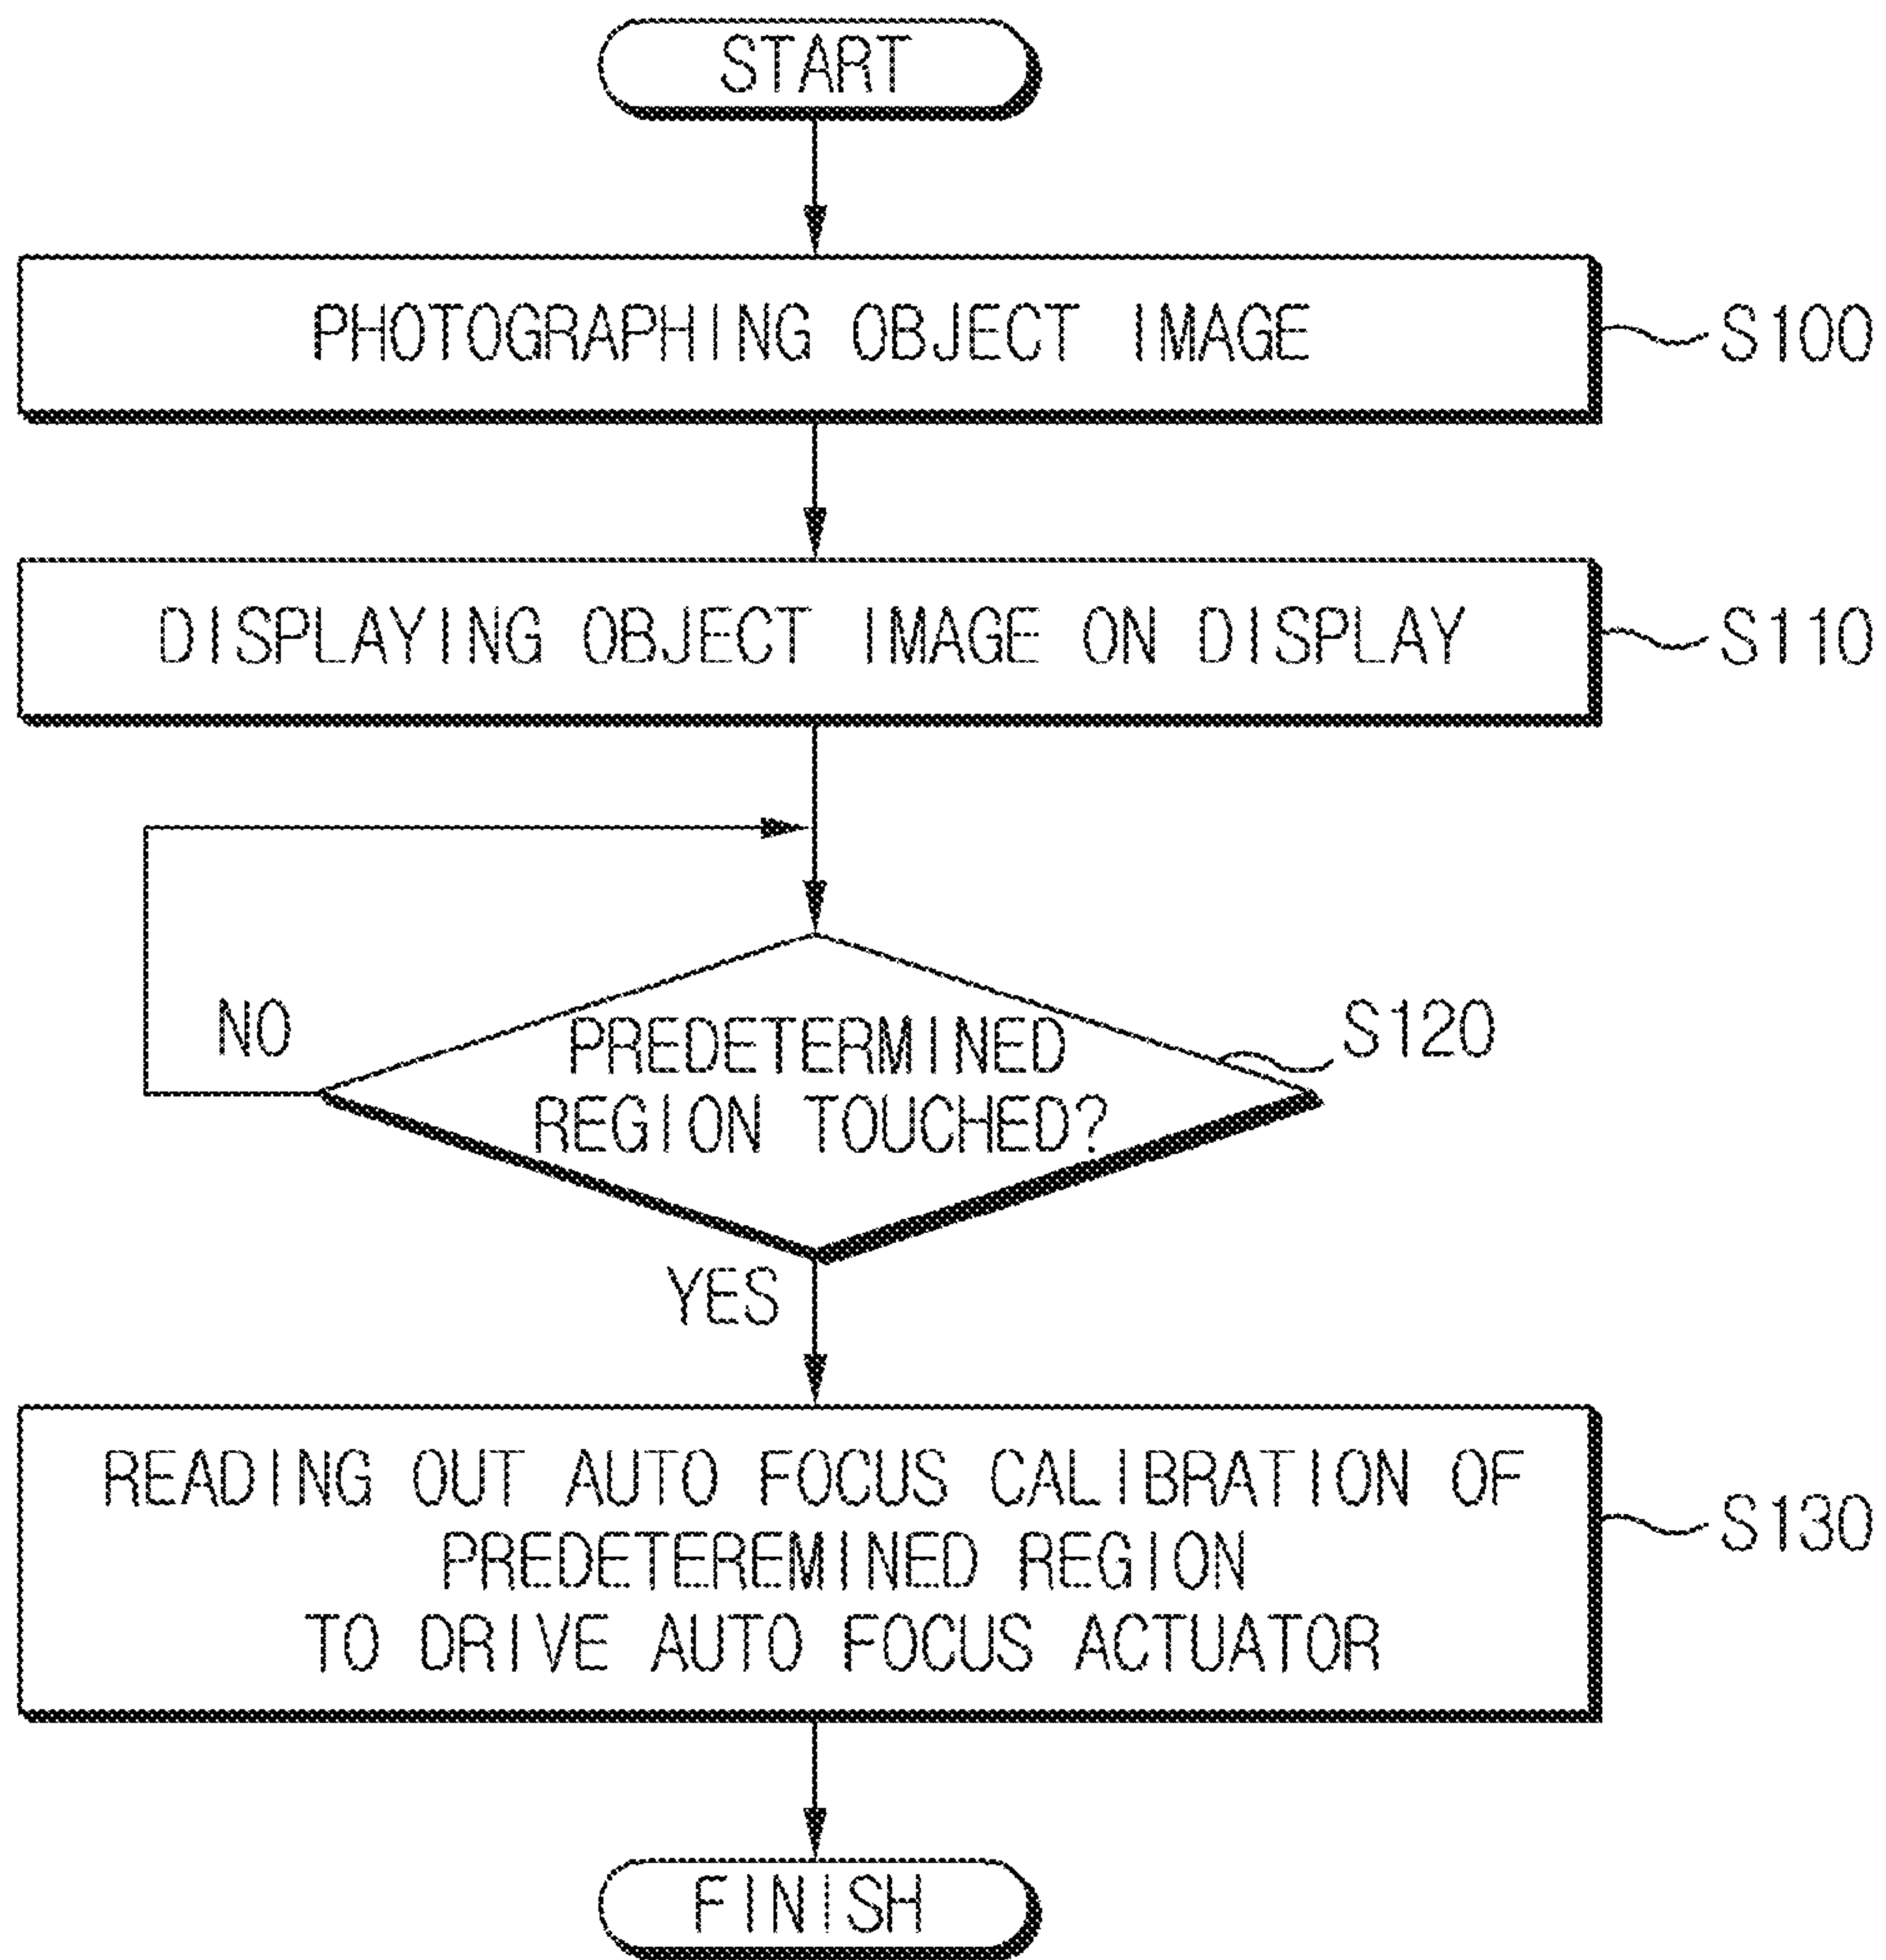 START
PHOTOGRAPHING OBJECT IMAGE
S100
DISPLAYING OBJECT IMAGE ON DISPLAY
S110
NO
PREDETERMINED
REGION TOUCHED?
S120
YES
READING OUT AUTO FOCUS CALIBRATION OF
PREDETEREMINED REGION
TO DRIVE AUTO FOCUS ACTUATOR
S130
FINISH